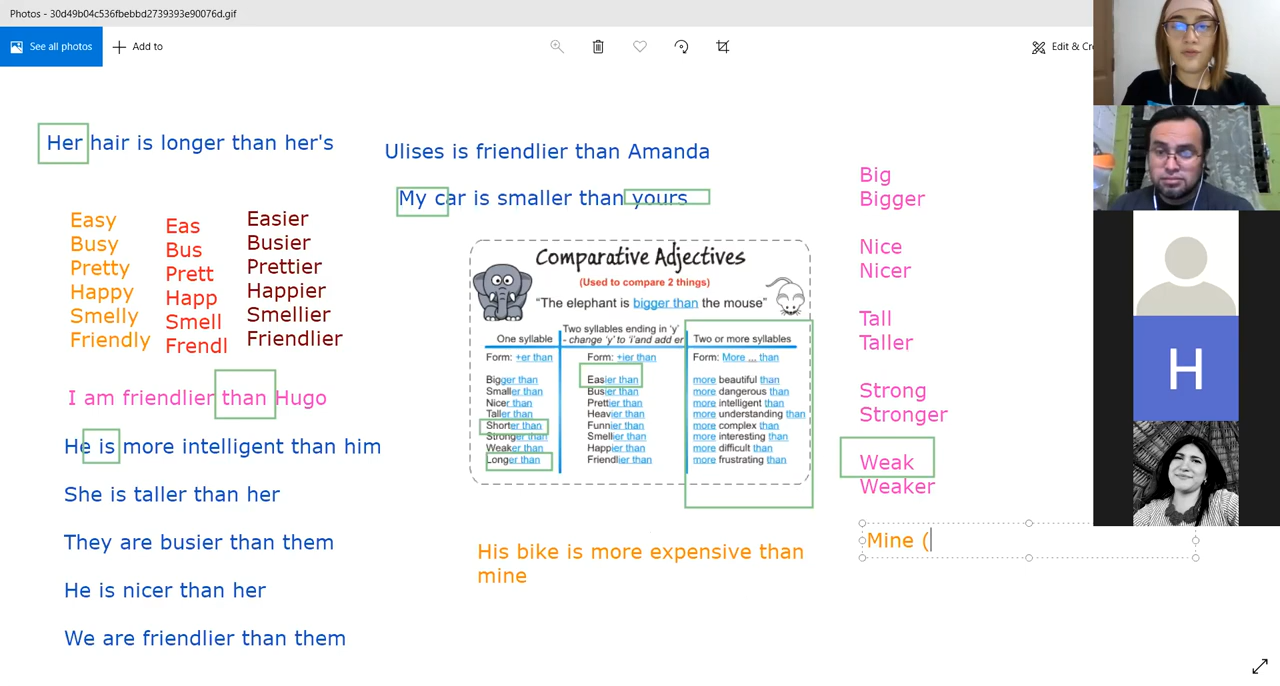 Photos - 30d49b04c536fbebbd2739393e90076d.gif
See all photos
Add to
Edit & Cr
Her hair is longer than her's
Easy
Busy
Pretty
Happy
Smelly
Friendly
Eas
Bus
Prett
Happ
Smell
Frendl
Easier
Busier
Prettier
Happier
Smellier
Friendlier
I am friendlier than Hugo
He is more intelligent than him
She is taller than her
They are busier than them
He is nicer than her
We are friendlier than them
Ulises is friendlier than Amanda
My car is smaller than yours
Comparative Adjectives
(Used to compare 2 things)
"The elephant is bigger than the mouse"
One syllable
Form: +er than
Bigger than
Smaller than
Nicer than
Taller than
Shorter than
Stronger than
Weaker than
Longer than
Two syllables ending in 'y'
- change 'y' to 'i'and add er
Form: +ier than
Easier than
Busier than
Prettier than
Heavier than
Funnier than
Smellier than
Happier than
Friendlier than
Two or more syllables
Form: More ... than
more beautiful than
more dangerous than
more intelligent than
more understanding than
more complex than
more interesting than
more difficult than
more frustrating than
His bike is more expensive than
mine
Big
Bigger
Nice
Nicer
Tall
Taller
Strong
Stronger
Weak
Weaker
Mine (
H